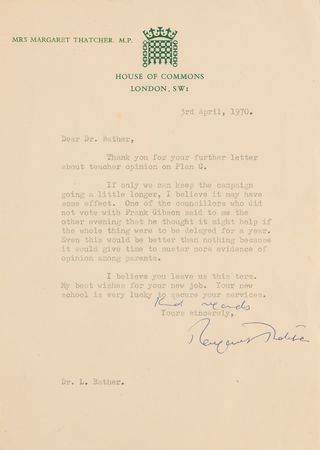 MRS MARGARET THATCHER. M.P.
HOUSE OF COMMONS
LONDON, SW1
3rd April, 1970.
Dear Dr. Rather,
Thank you for your further letter
about teacher opinion on Plan C.
If only we can keep the campaign
going a little longer, I believe it may have
some effect. One of the councillors who did
not vote with Frank Gibson said to me the
other evening that he thought it might help if
the whole thing were to be delayed for a year.
Even this would be better than nothing because
it would give time to muster more evidence of
opinion among parents.
I believe you leave us this term.
My best wishes for your new job. Your new
school is very lucky to secure your services.
Kind regards
Yours sincerely,
Margaret Thatcher
Dr. L. Rather.